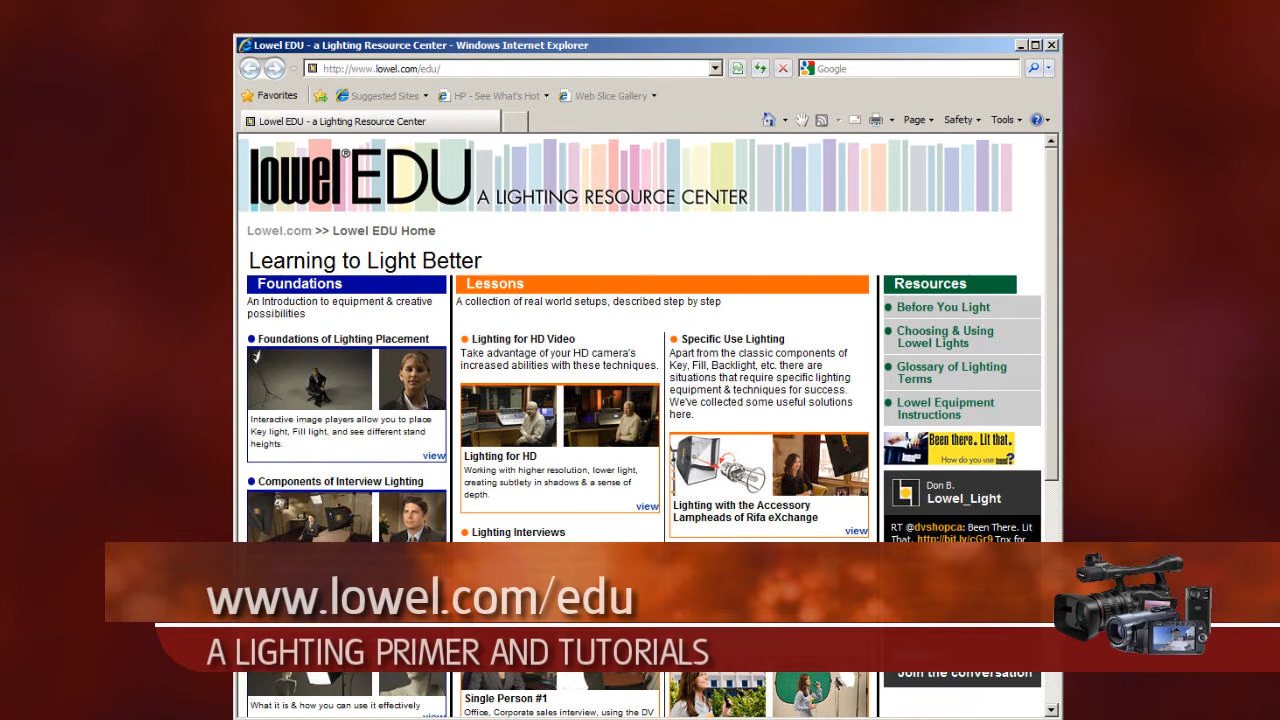 Lowel EDU - a Lighting Resource Center - Windows Internet Explorer
http://www.lowel.com/edu/
Google
Favorites
Suggested Sites
HP - See What's Hot
Web Slice Gallery
Lowel EDU - a Lighting Resource Center
Page
Safety
Tools
lowel® EDU A LIGHTING RESOURCE CENTER
Lowel.com >> Lowel EDU Home
Learning to Light Better
Foundations
An Introduction to equipment & creative
possibilities
Foundations of Lighting Placement
Interactive image players allow you to place
Key light, Fill light, and see different stand
heights.
view
Components of Interview Lighting
What it is & how you can use it effectively
view
Lessons
A collection of real world setups, described step by step
Lighting for HD Video
Take advantage of your HD camera's
increased abilities with these techniques.
Lighting for HD
Working with higher resolution, lower light,
creating subtlety in shadows & a sense of
depth.
view
Lighting Interviews
Single Person #1
Office, Corporate sales interview, using the DV
Specific Use Lighting
Apart from the classic components of
Key, Fill, Backlight, etc. there are
situations that require specific lighting
equipment & techniques for success.
We've collected some useful solutions
here.
Lighting with the Accessory
Lampheads of Rifa eXchange
view
Resources
Before You Light
Choosing & Using
Lowel Lights
Glossary of Lighting
Terms
Lowel Equipment
Instructions
Been there. Lit that.
How do you use lowel?
Don B.
Lowel_Light
RT @dvshopca: Been There. Lit
That. http://bit.ly/cGr9 Tnx for
Join the conversation
www.lowel.com/edu
A LIGHTING PRIMER AND TUTORIALS